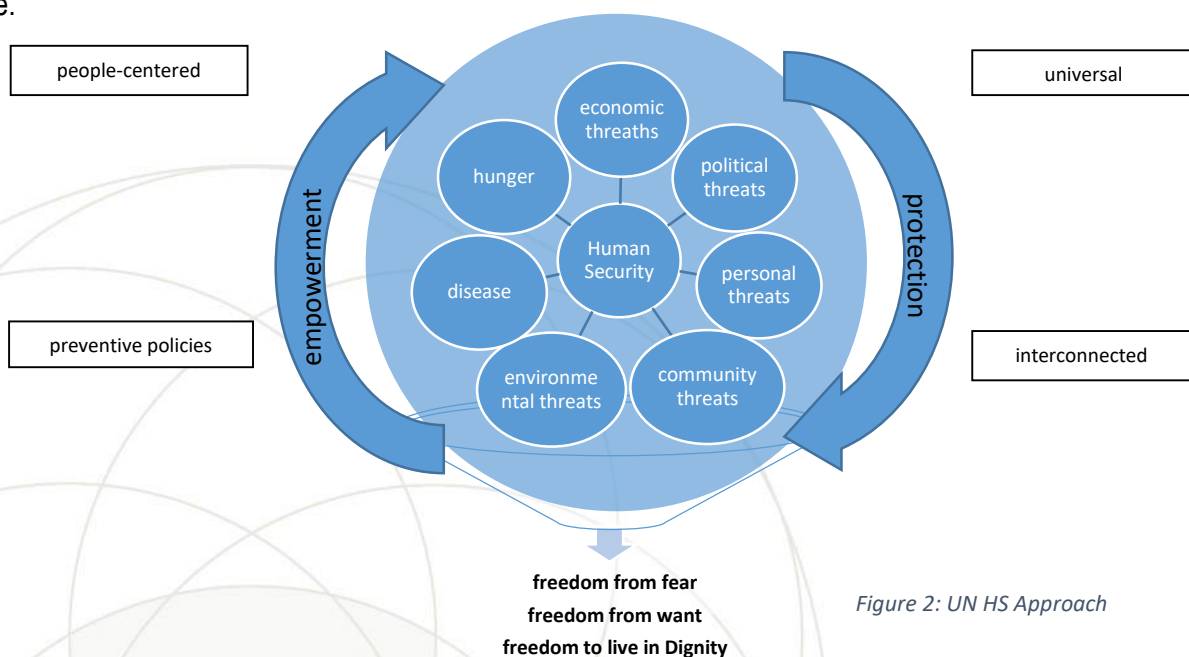 e.
people-centered
universal
economic
threaths
political
threats
hunger
empowerment
protection
Human
Security
personal
threats
disease
preventive policies
interconnected
environme
ntal threats
community
threats
freedom from fear
freedom from want
freedom to live in Dignity
Figure 2: UN HS Approach